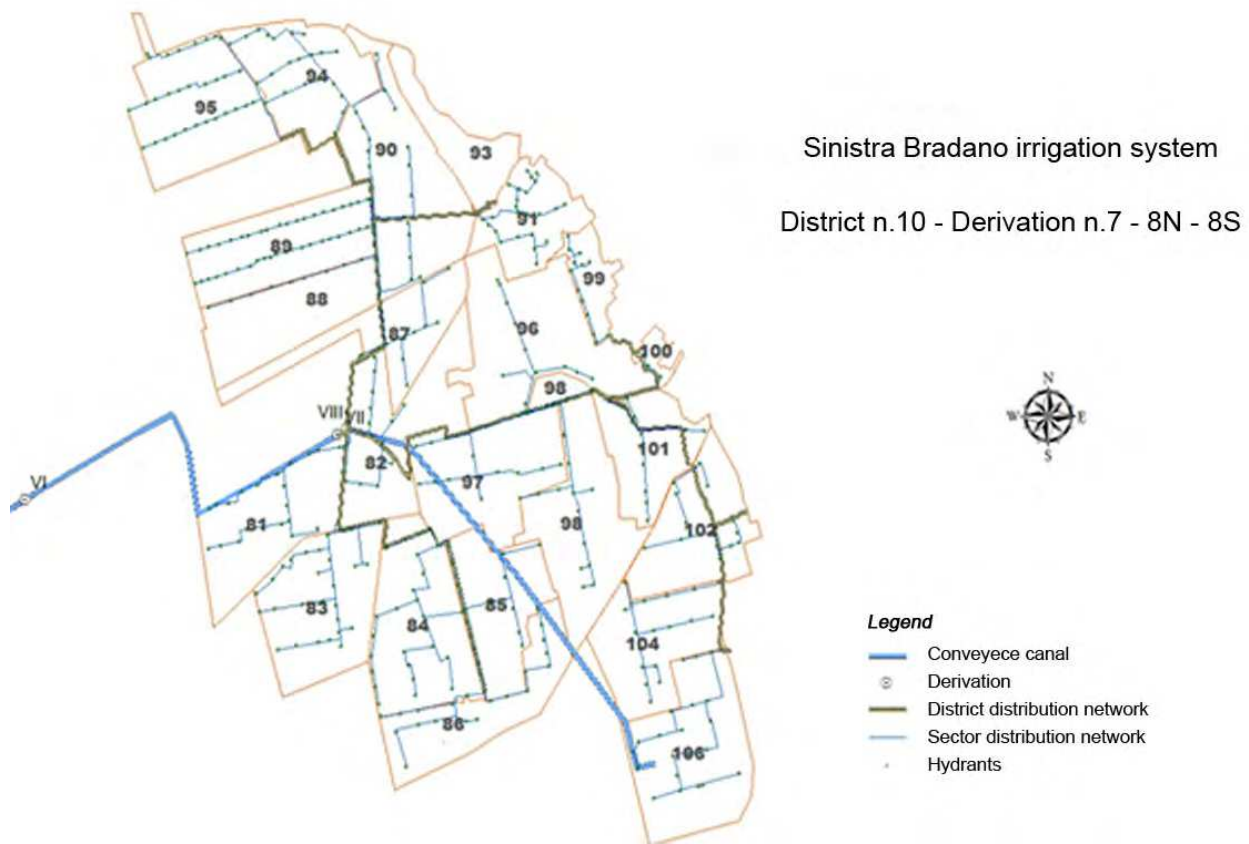 Sinistra Bradano irrigation system
District n.10 - Derivation n.7 - 8N - 8S
94
95
90
93
91
89
99
88
96
87
100
98
VIII VII
101
82
VI
97
81
98
102
83
84
85
104
86
106
N
W E
S
Legend
Conveyece canal
Derivation
District distribution network
Sector distribution network
Hydrants